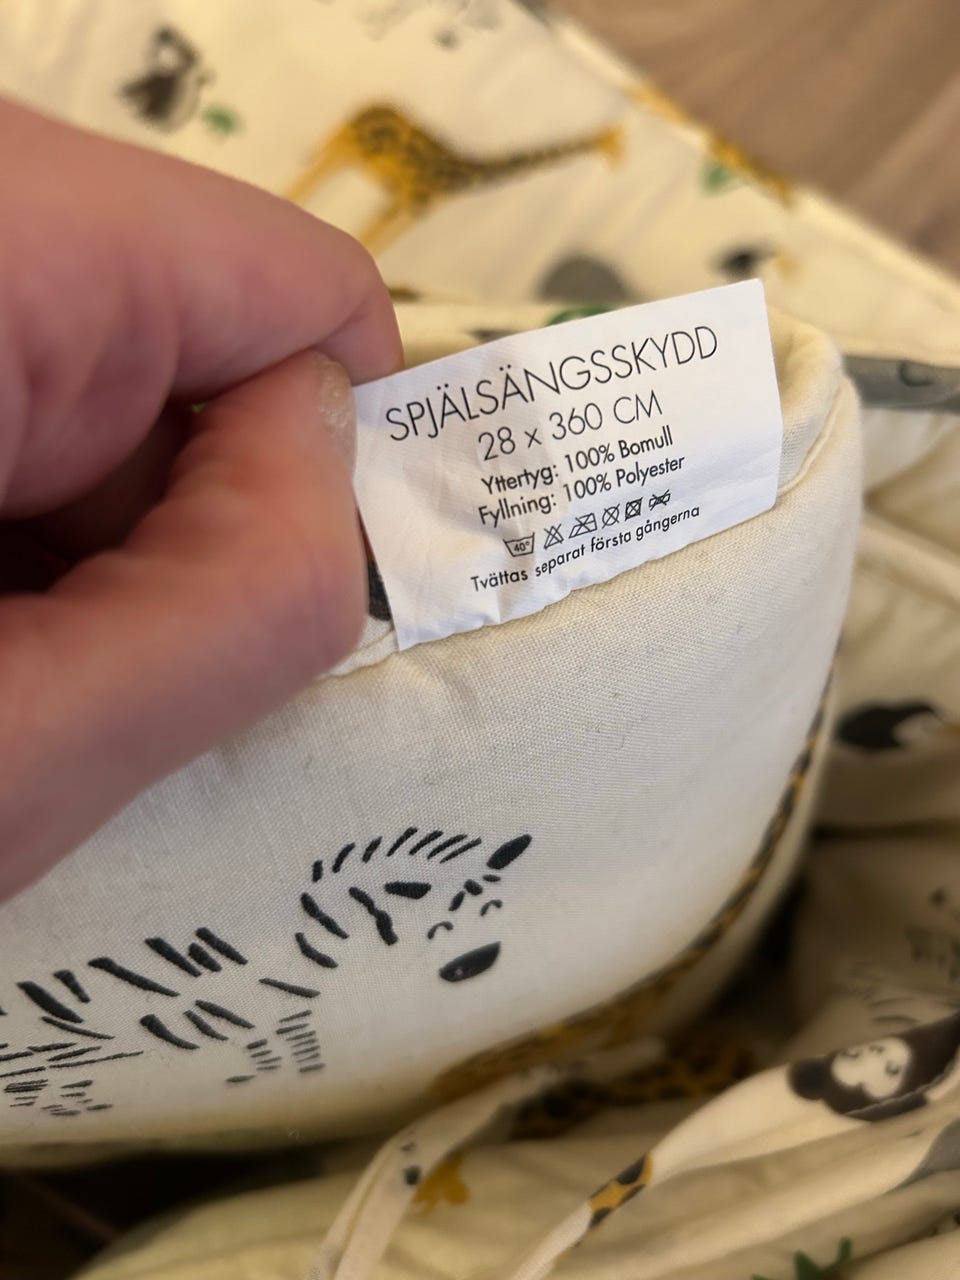 SPJÄLSÄNGSSKYDD
28 x 360 CM
Yttertyg: 100% Bomull
Fyllning: 100% Polyester
40°
Tvättas separat första gångerna